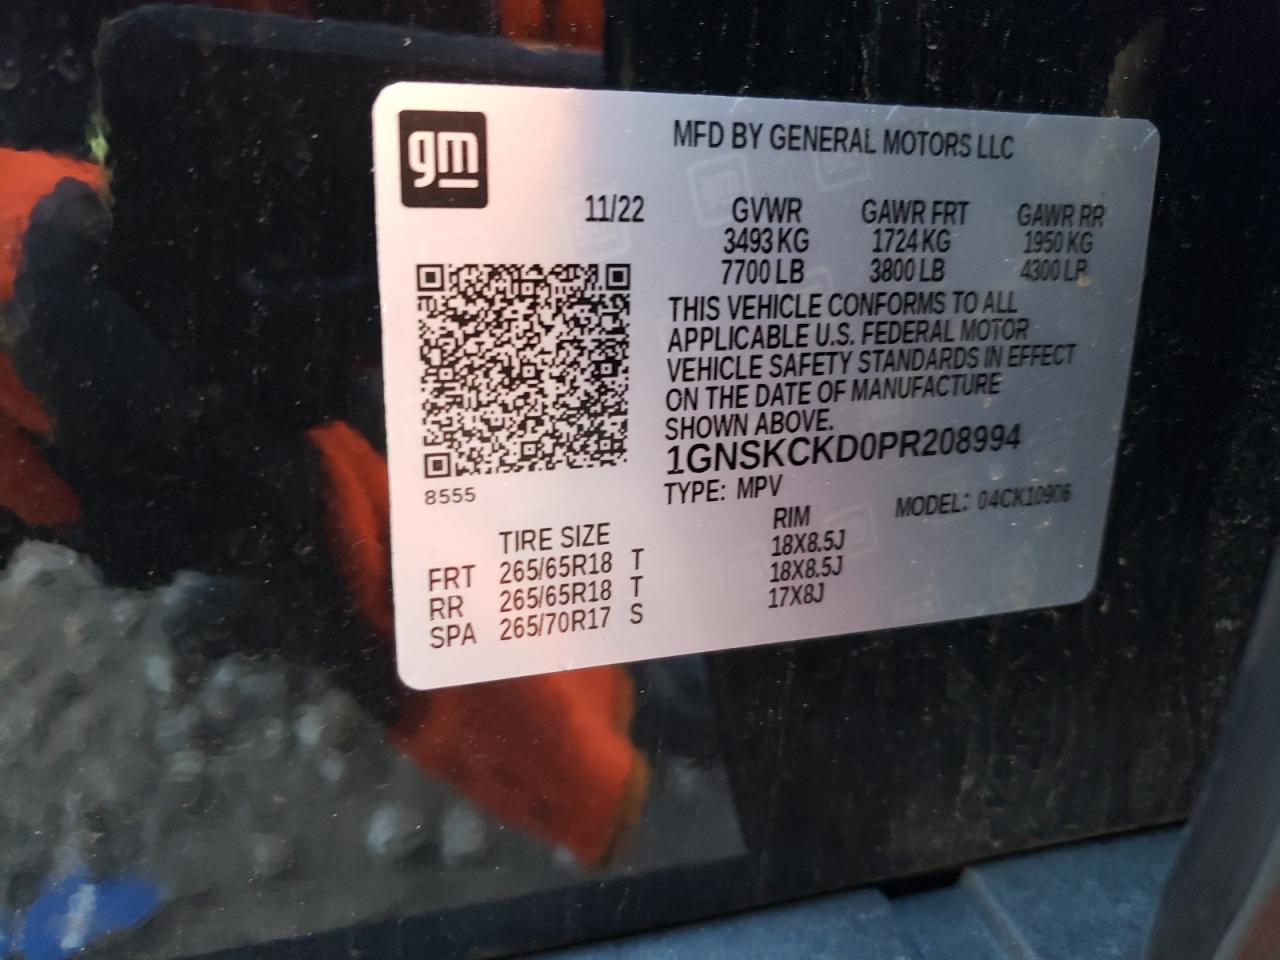 gm
MFD BY GENERAL MOTORS LLC
11/22 GVWR GAWR FRT GAWR RR
3493 KG 1724 KG 1950 KG
7700 LB 3800 LB 4300 LB
THIS VEHICLE CONFORMS TO ALL
APPLICABLE U.S. FEDERAL MOTOR
VEHICLE SAFETY STANDARDS IN EFFECT
ON THE DATE OF MANUFACTURE
SHOWN ABOVE.
1GNSKCKD0PR208994
8555
TYPE: MPV MODEL: 04CK10906
TIRE SIZE RIM
FRT 265/65R18 T 18X8.5J
RR 265/65R18 T 18X8.5J
SPA 265/70R17 S 17X8J